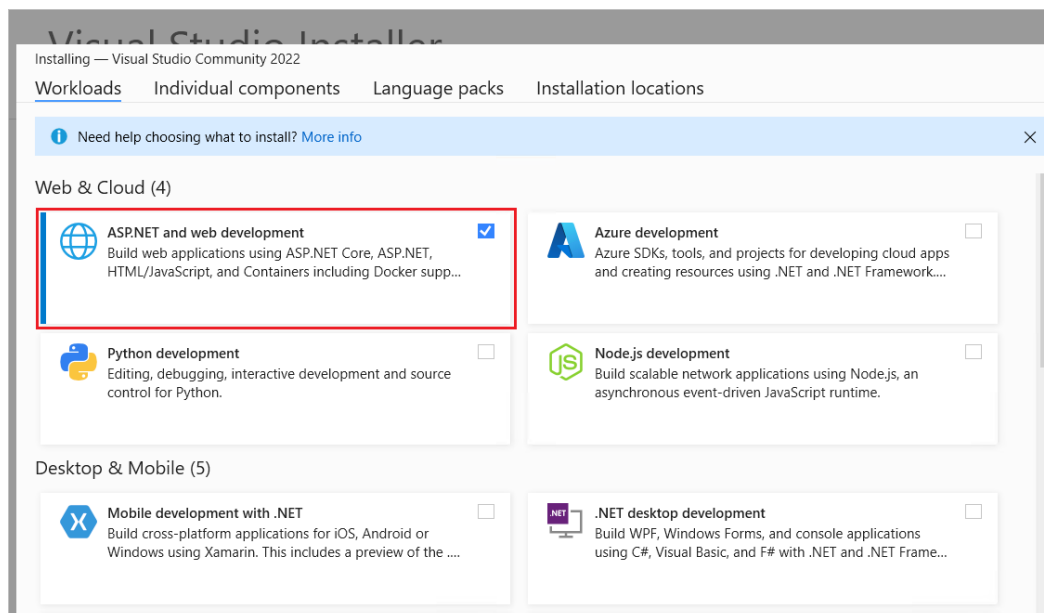 Visual Studio Installer
Installing — Visual Studio Community 2022
Workloads Individual components Language packs Installation locations
Need help choosing what to install? More info
Web & Cloud (4)
ASP.NET and web development
Build web applications using ASP.NET Core, ASP.NET,
HTML/JavaScript, and Containers including Docker supp...
Azure development
Azure SDKs, tools, and projects for developing cloud apps
and creating resources using .NET and .NET Framework....
Python development
Editing, debugging, interactive development and source
control for Python.
Node.js development
Build scalable network applications using Node.js, an
asynchronous event-driven JavaScript runtime.
Desktop & Mobile (5)
Mobile development with .NET
Build cross-platform applications for iOS, Android or
Windows using Xamarin. This includes a preview of the ....
.NET
.NET desktop development
Build WPF, Windows Forms, and console applications
using C#, Visual Basic, and F# with .NET and .NET Frame...